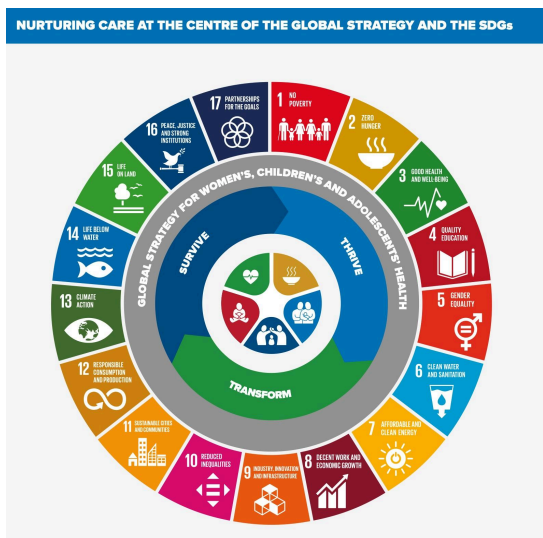 NURTURING CARE AT THE CENTRE OF THE GLOBAL STRATEGY AND THE SDGs
1 NO
POVERTY
2 ZERO
HUNGER
3 GOOD HEALTH
AND WELL-BEING
4 QUALITY
EDUCATION
5 GENDER
EQUALITY
6 CLEAN WATER
AND SANITATION
7 AFFORDABLE AND
CLEAN ENERGY
8 DECENT WORK AND
ECONOMIC GROWTH
9 INDUSTRY, INNOVATION
AND INFRASTRUCTURE
10 REDUCED
INEQUALITIES
11 SUSTAINABLE CITIES
AND COMMUNITIES
12 RESPONSIBLE
CONSUMPTION
AND PRODUCTION
13 CLIMATE
ACTION
14 LIFE BELOW
WATER
15 LIFE
ON LAND
16 PEACE, JUSTICE
AND STRONG
INSTITUTIONS
17 PARTNERSHIPS
FOR THE GOALS
GLOBAL STRATEGY FOR WOMEN'S, CHILDREN'S AND ADOLESCENTS' HEALTH
SURVIVE
THRIVE
TRANSFORM